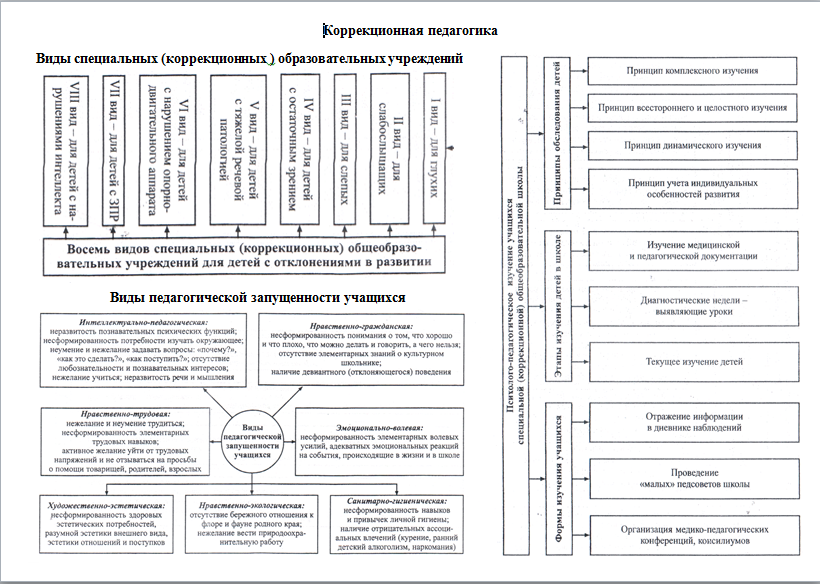 Коррекционная педагогика
Виды специальных (коррекционных ) образовательных учреждений
VIII вид – для детей с на-
рушениями интеллекта
VII вид – для детей с ЗПР
VI вид – для детей
с нарушением опорно-
двигательного аппарата
V вид – для детей
с тяжелой речевой
патологией
IV вид – для детей
с остаточным зрением
III вид – для слепых
II вид – для
слабослышащих
I вид – для глухих
Восемь видов специальных (коррекционных) общеобразо-
вательных учреждений для детей с отклонениями в развитии
Виды педагогической запущенности учащихся
Интеллектуально-педагогическая:
неразвитость познавательных психических функций;
несформированность потребности изучать окружающее;
неумение и нежелание задавать вопросы: «почему?»,
«как это сделать?», «как поступить?»; отсутствие
любознательности и познавательных интересов;
нежелание учиться; неразвитость речи и мышления
Нравственно-гражданская:
несформированность понимания о том, что хорошо
и что плохо, что можно делать и говорить, а чего нельзя;
отсутствие элементарных знаний о культурном
школьнике;
наличие девиантного (отклоняющегося) поведения
Нравственно-трудовая:
нежелание и неумение трудиться;
несформированность элементарных
трудовых навыков;
активное желание уйти от трудовых
напряжений и не отзываться на просьбы
о помощи товарищей, родителей, взрослых
Виды
педагогической
запущенности
учащихся
Эмоционально-волевая:
несформированность элементарных волевых
усилий, адекватных эмоциональных реакций
на события, происходящие в жизни и в школе
Художественно-эстетическая:
несформированность здоровых
эстетических потребностей,
разумной эстетики внешнего вида,
эстетики отношений и поступков
Нравственно-экологическая:
отсутствие бережного отношения к
флоре и фауне родного края;
нежелание вести природоохра-
нительную работу
Санитарно-гигиеническая:
несформированность навыков
и привычек личной гигиены;
наличие отрицательных ассоци-
альных влечений (курение, ранний
детский алкоголизм, наркомания)
Психолого-педагогическое изучение учащихся
специальной (коррекционной) общеобразовательной школы
Принципы обследования детей
Принцип комплексного изучения
Принцип всестороннего и целостного изучения
Принцип динамического изучения
Принцип учета индивидуальных
особенностей развития
Этапы изучения детей в школе
Изучение медицинской
и педагогической документации
Диагностические недели –
выявляющие уроки
Текущее изучение детей
Формы изучения учащихся
Отражение информации
в дневнике наблюдений
Проведение
«малых» педсоветов школы
Организация медико-педагогических
конференций, консилиумов